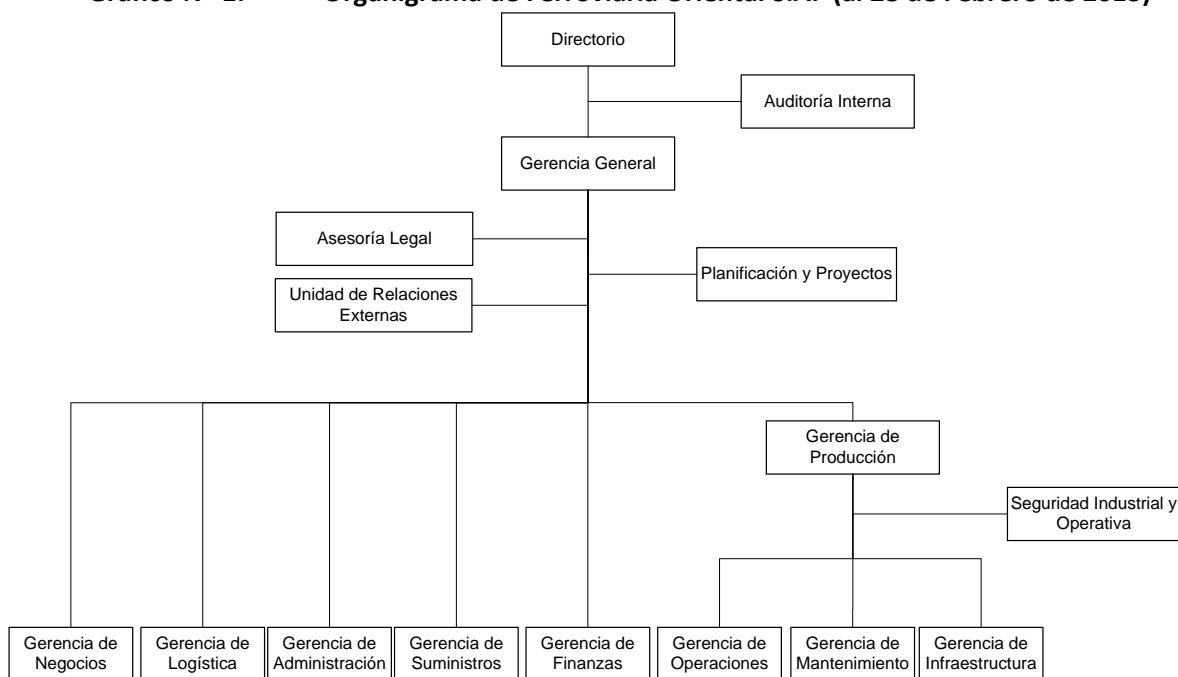 Directorio
Auditoría Interna
Gerencia General
Asesoría Legal
Planificación y Proyectos
Unidad de Relaciones
Externas
Gerencia de
Producción
Seguridad Industrial y
Operativa
Gerencia de
Negocios
Gerencia de
Logística
Gerencia de
Administración
Gerencia de
Suministros
Gerencia de
Finanzas
Gerencia de
Operaciones
Gerencia de
Mantenimiento
Gerencia de
Infraestructura